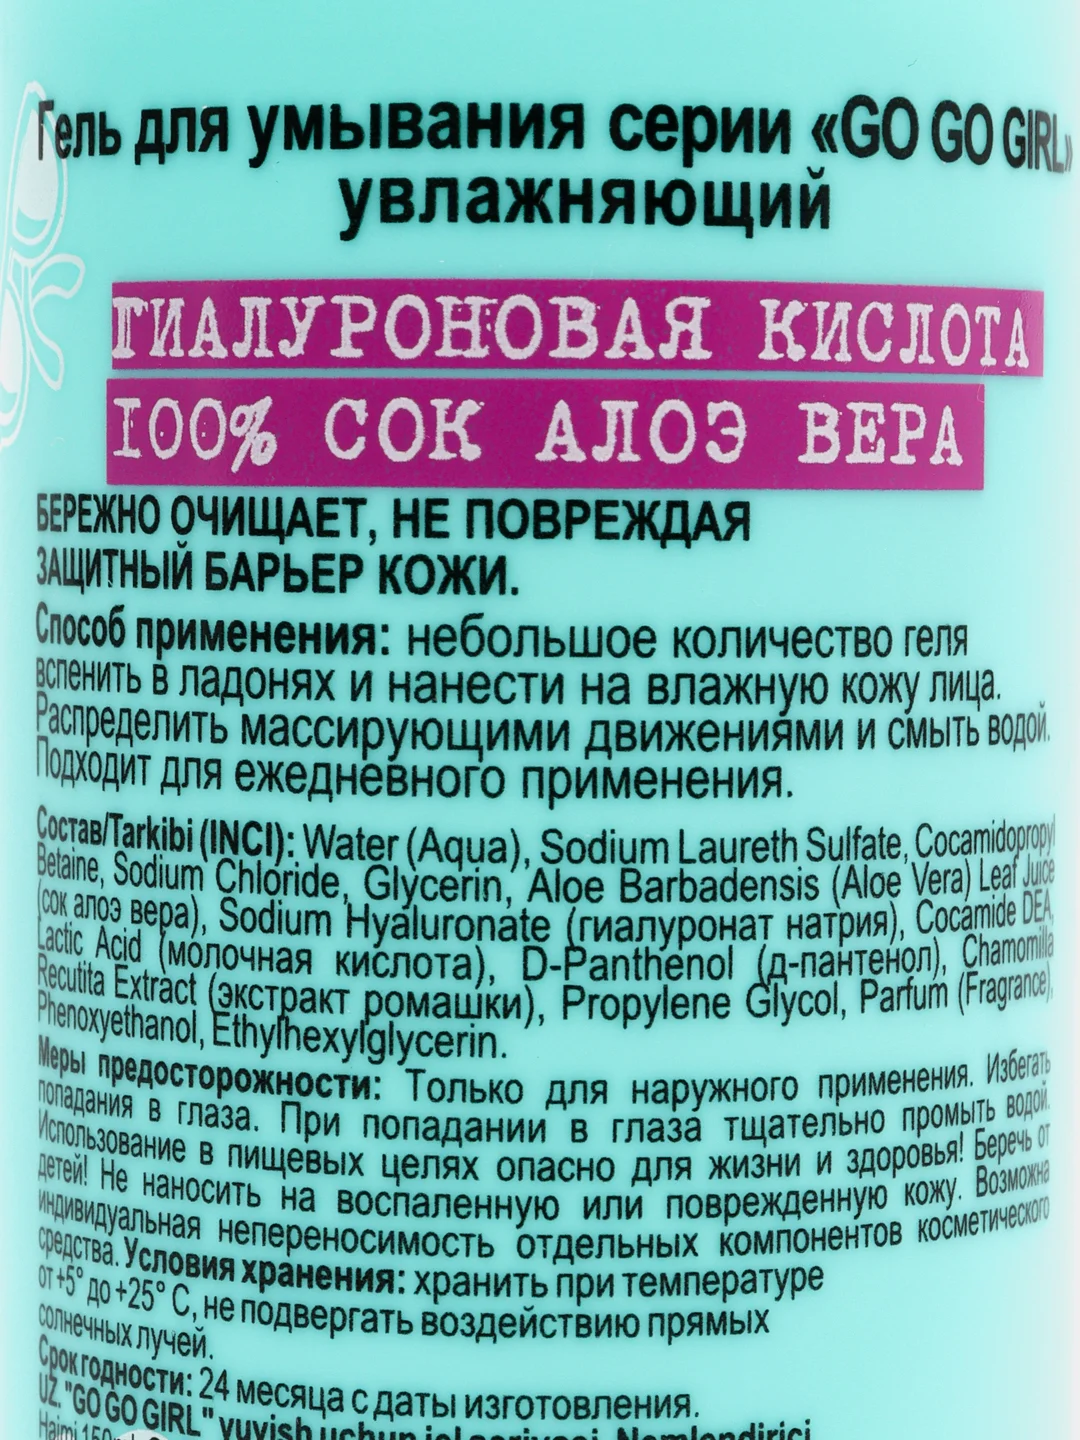 Гель для умывания серии «GO GO GIRL»
увлажняющий
ГИАЛУРОНОВАЯ КИСЛОТА
100% СОК АЛОЭ ВЕРА
БЕРЕЖНО ОЧИЩАЕТ, НЕ ПОВРЕЖДАЯ
ЗАЩИТНЫЙ БАРЬЕР КОЖИ.
Способ применения: небольшое количество геля
вспенить в ладонях и нанести на влажную кожу лица.
Распределить массирующими движениями и смыть водой.
Подходит для ежедневного применения.
Состав/Tarkibi (INCI): Water (Aqua), Sodium Laureth Sulfate, Cocamidopropyl
Betaine, Sodium Chloride, Glycerin, Aloe Barbadensis (Aloe Vera) Leaf Juice
(сок алоэ вера), Sodium Hyaluronate (гиалуронат натрия), Cocamide DEA,
Lactic Acid (молочная кислота), D-Panthenol (д-пантенол), Chamomilla
Recutita Extract (экстракт ромашки), Propylene Glycol, Parfum (Fragrance),
Phenoxyethanol, Ethylhexylglycerin.
Меры предосторожности: Только для наружного применения. Избегать
попадания в глаза. При попадании в глаза тщательно промыть водой.
Использование в пищевых целях опасно для жизни и здоровья! Беречь от
детей! Не наносить на воспаленную или поврежденную кожу. Возможна
индивидуальная непереносимость отдельных компонентов косметического
средства. Условия хранения: хранить при температуре
от +5° до +25° С, не подвергать воздействию прямых
солнечных лучей.
Срок годности: 24 месяца с даты изготовления.
UZ. "GO GO GIRL" yuvish uchun jel seriyasi. Namlendirici